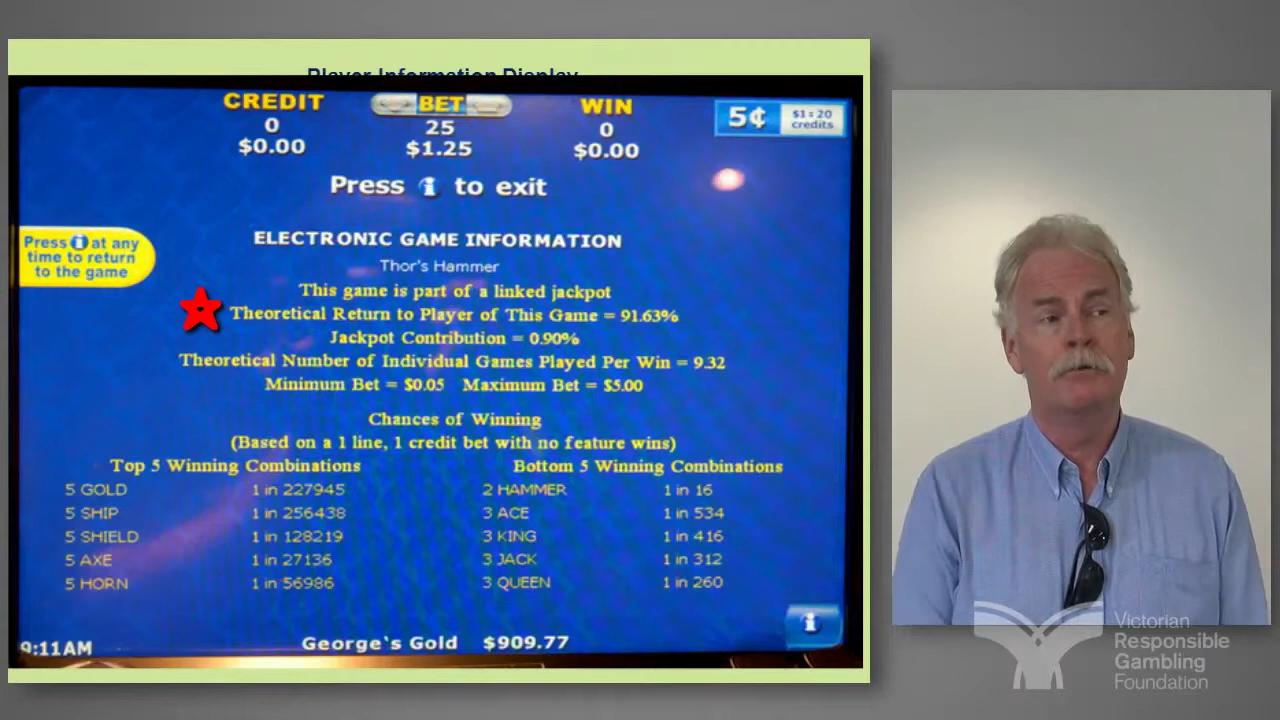 Player Information Display
CREDIT BET WIN
0 25 0
$0.00 $1.25 $0.00
5¢ $1=20 credits
Press i to exit
Press i at any
time to return
to the game
ELECTRONIC GAME INFORMATION
Thor's Hammer
This game is part of a linked jackpot
Theoretical Return to Player of This Game = 91.63%
Jackpot Contribution = 0.90%
Theoretical Number of Individual Games Played Per Win = 9.32
Minimum Bet = $0.05 Maximum Bet = $5.00
Chances of Winning
(Based on a 1 line, 1 credit bet with no feature wins)
Top 5 Winning Combinations Bottom 5 Winning Combinations
5 GOLD 1 in 227945 2 HAMMER 1 in 16
5 SHIP 1 in 256438 3 ACE 1 in 534
5 SHIELD 1 in 128219 3 KING 1 in 416
5 AXE 1 in 27136 3 JACK 1 in 312
5 HORN 1 in 56986 3 QUEEN 1 in 260
i
9:11AM George's Gold $909.77
Victorian
Responsible
Gambling
Foundation